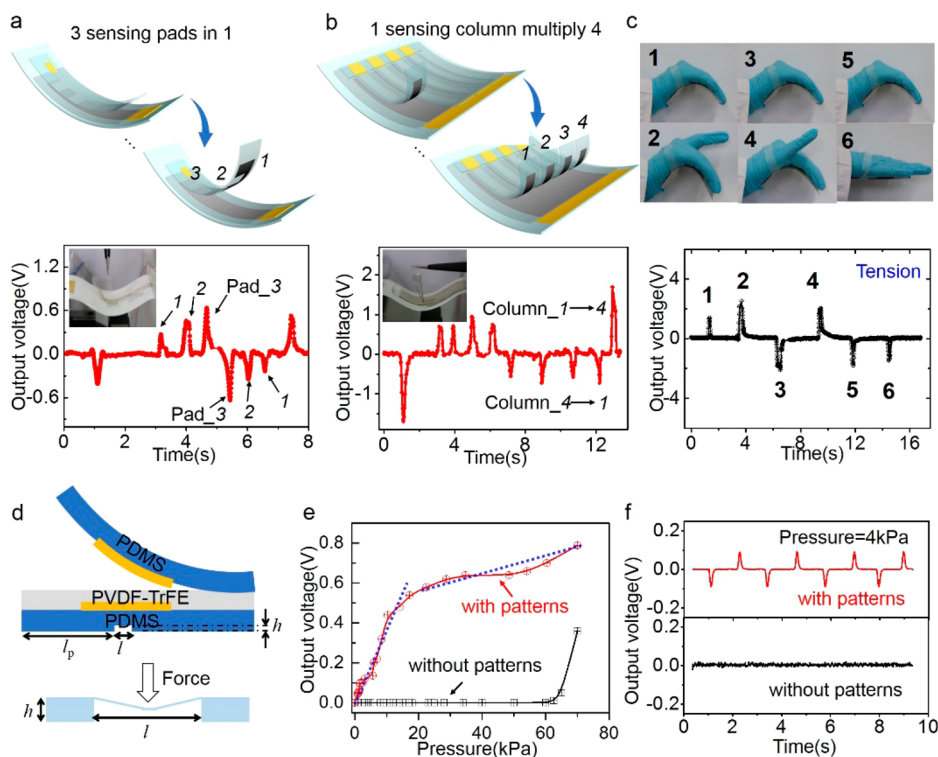 a
3 sensing pads in 1
...
3
2
1
Output voltage(V)
1.2
0.6
0.0
-0.6
1
2
Pad_3
Pad_3
2
1
0
2
4
6
8
Time(s)
b
1 sensing column multiply 4
...
1
2
3
4
Output voltage(V)
2
1
0
-1
Column_1→4
Column_4→1
0
4
8
12
Time(s)
c
1
3
5
2
4
6
Output voltage(V)
4
2
0
-2
-4
Tension
1
2
4
3
5
6
0
4
8
12
16
Time(s)
d
PDMS
PVDF-TrFE
PDMS
h
lp
l
Force
h
l
e
Output voltage(V)
0.8
0.6
0.4
0.2
0.0
with patterns
without patterns
0
20
40
60
80
Pressure(kPa)
f
Output voltage(V)
0.2
0.0
-0.2
Pressure=4kPa
with patterns
0.0
-0.2
without patterns
0
2
4
6
8
10
Time(s)